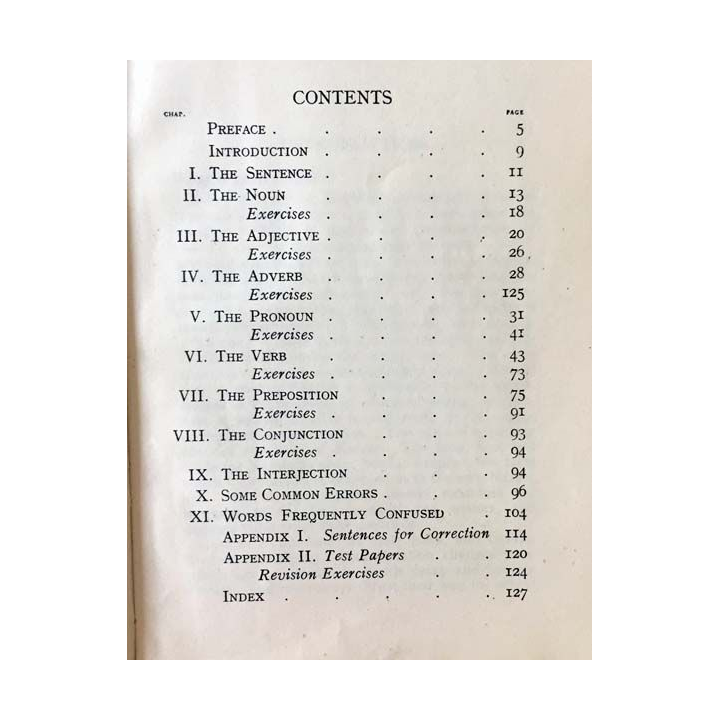 CONTENTS
CHAP. PAGE
PREFACE . . . . . 5
INTRODUCTION . . . . 9
I. THE SENTENCE . . . . 11
II. THE NOUN . . . . 13
Exercises . . . . 18
III. THE ADJECTIVE . . . . 20
Exercises . . . . 26
IV. THE ADVERB . . . 28
Exercises . . . . 125
V. THE PRONOUN . . . . 31
Exercises . . . . 41
VI. THE VERB . . . . 43
Exercises . . . . 73
VII. THE PREPOSITION . . . 75
Exercises . . . . 91
VIII. THE CONJUNCTION . . . 93
Exercises . . . . 94
IX. THE INTERJECTION . . . 94
X. SOME COMMON ERRORS . . . 96
XI. WORDS FREQUENTLY CONFUSED . 104
APPENDIX I. Sentences for Correction 114
APPENDIX II. Test Papers . . 120
Revision Exercises . . 124
INDEX . . . . . 127